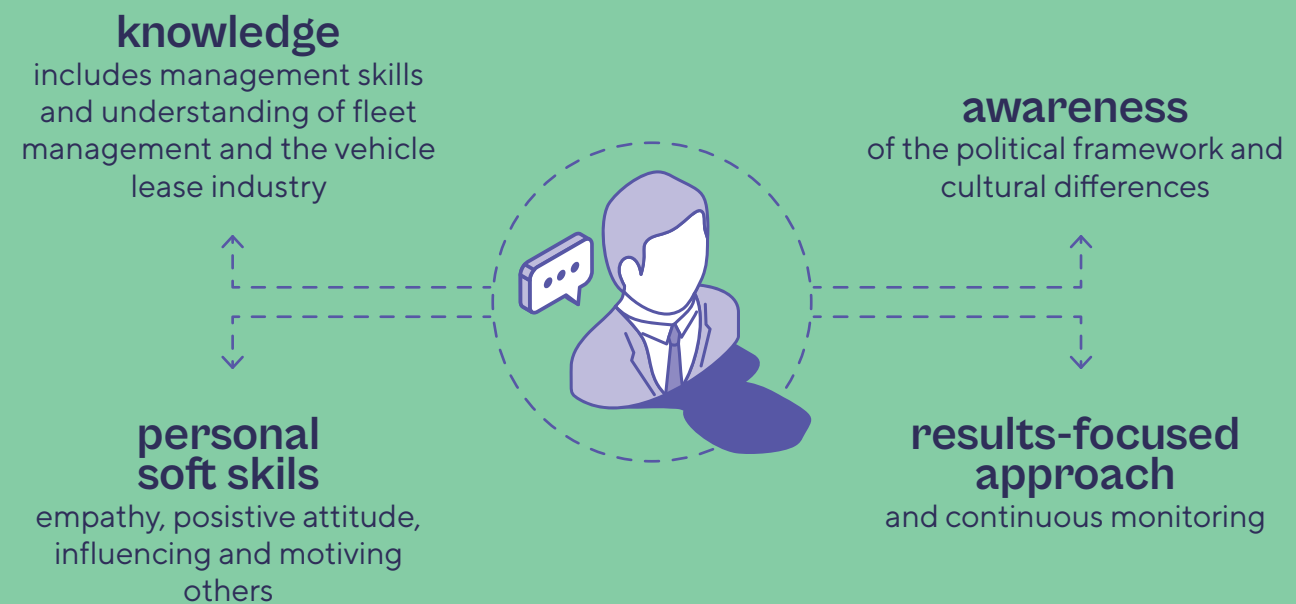 knowledge
includes management skills
and understanding of fleet
management and the vehicle
lease industry
awareness
of the political framework and
cultural differences
personal
soft skils
empathy, posistive attitude,
influencing and motiving
others
results-focused
approach
and continuous monitoring